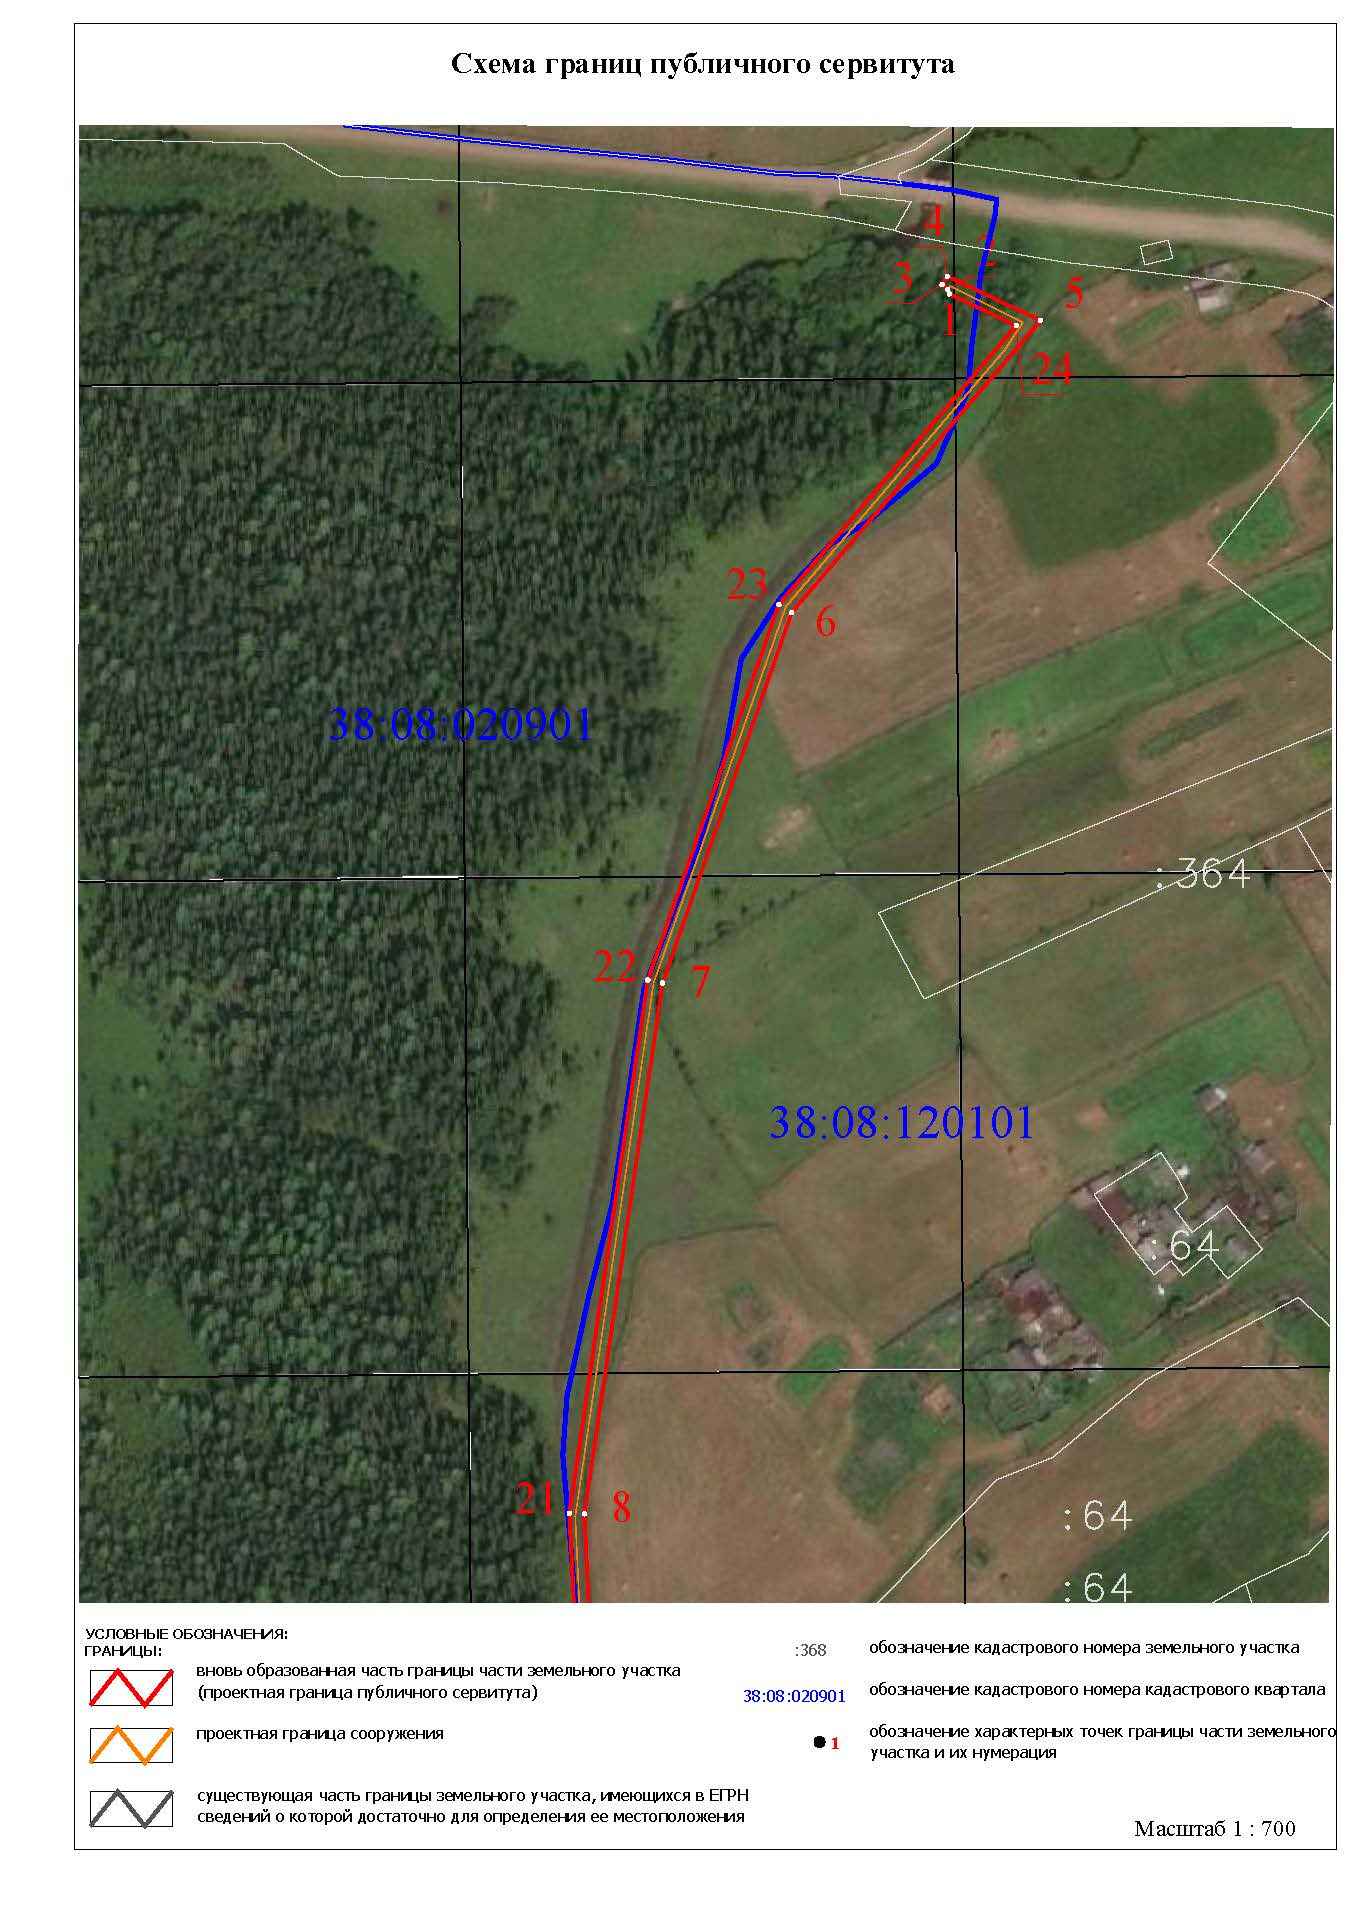 Схема границ публичного сервитута
4
2
3
5
1
24
23
6
38:08:020901
:364
22
7
38:08:120101
:64
21
8
:64
:64
УСЛОВНЫЕ ОБОЗНАЧЕНИЯ:
ГРАНИЦЫ:
вновь образованная часть границы части земельного участка
(проектная граница публичного сервитута)
проектная граница сооружения
существующая часть границы земельного участка, имеющихся в ЕГРН
сведений о которой достаточно для определения ее местоположения
:368 обозначение кадастрового номера земельного участка
38:08:020901 обозначение кадастрового номера кадастрового квартала
1 обозначение характерных точек границы части земельного
участка и их нумерация
Масштаб 1 : 700